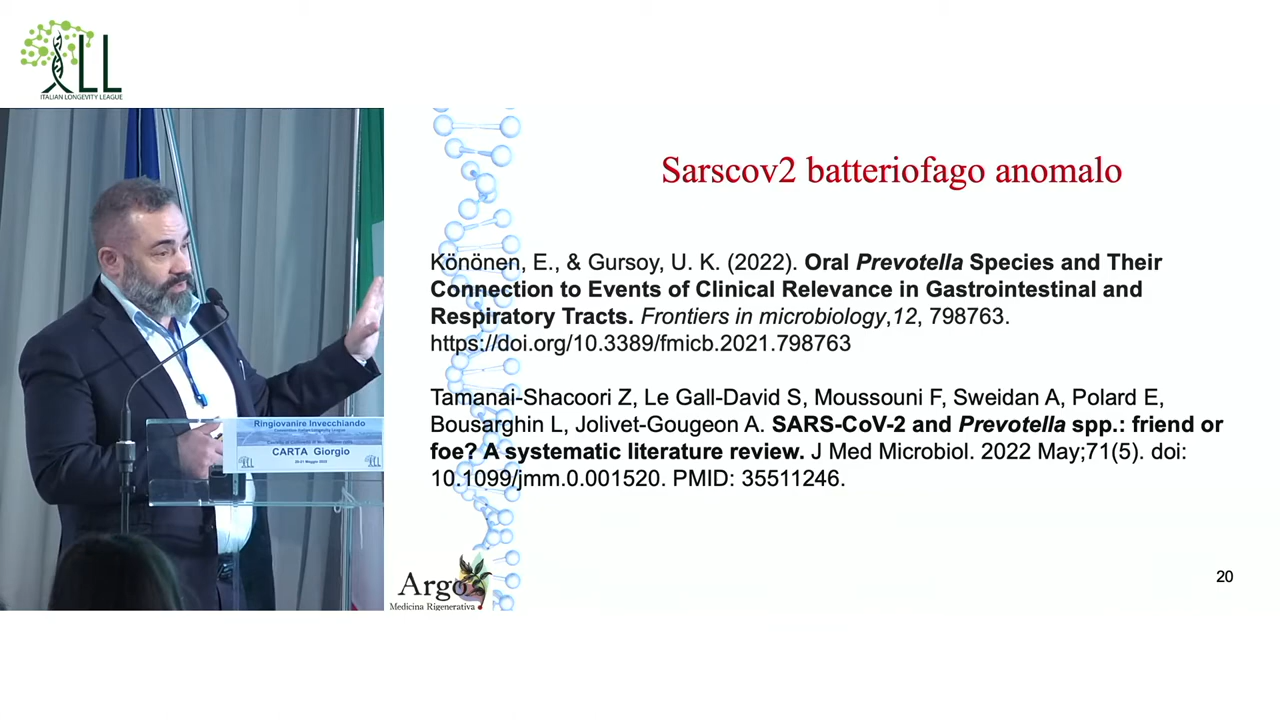 LL
ITALIAN LONGEVITY LEAGUE
Sarscov2 batteriofago anomalo
Könönen, E., & Gursoy, U. K. (2022). Oral Prevotella Species and Their
Connection to Events of Clinical Relevance in Gastrointestinal and
Respiratory Tracts. Frontiers in microbiology,12, 798763.
https://doi.org/10.3389/fmicb.2021.798763
Tamanai-Shacoori Z, Le Gall-David S, Moussouni F, Sweidan A, Polard E,
Bousarghin L, Jolivet-Gougeon A. SARS-CoV-2 and Prevotella spp.: friend or
foe? A systematic literature review. J Med Microbiol. 2022 May;71(5). doi:
10.1099/jmm.0.001520. PMID: 35511246.
Ringiovanire Invecchiando
CARTA Giorgio
Argo
Medicina Rigenerativa
20